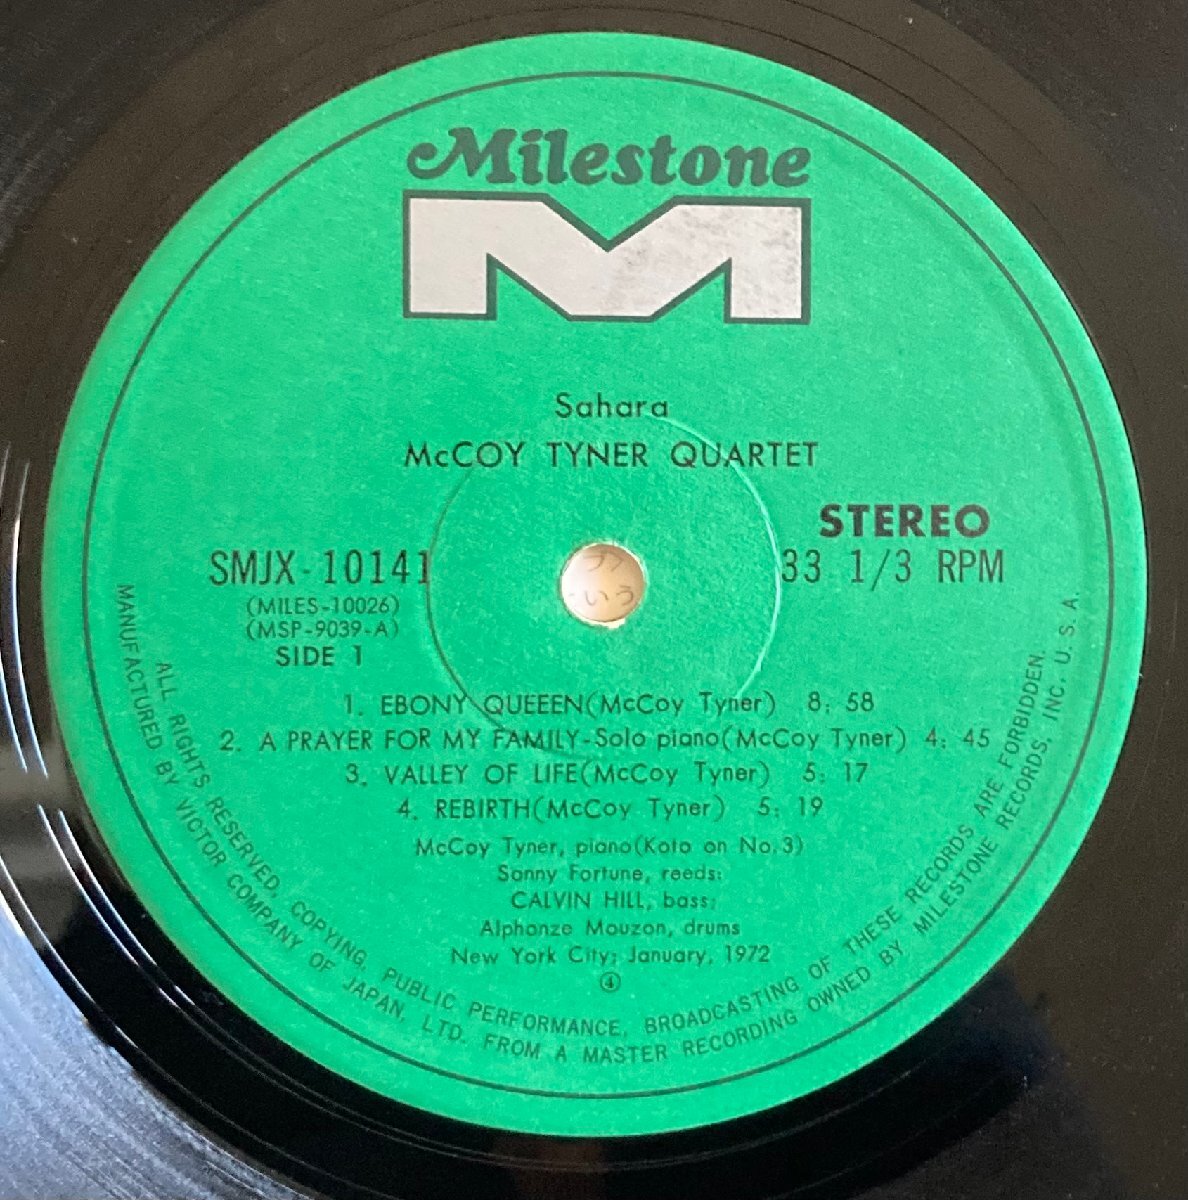 Milestone
Sahara
McCOY TYNER QUARTET
STEREO
SMJX-10141
33 1/3 RPM
(MILES-10026)
(MSP-9039-A)
SIDE 1
1. EBONY QUEEEN(McCoy Tyner) 8:58
2. A PRAYER FOR MY FAMILY-Solo piano(McCoy Tyner) 4:45
3. VALLEY OF LIFE(McCoy Tyner) 5:17
4. REBIRTH(McCoy Tyner) 5:19
McCoy Tyner, piano(Koto on No.3)
Sonny Fortune, reeds;
CALVIN HILL, bass;
Alphonze Mouzon, drums
New York City; January, 1972
④
ALL RIGHTS RESERVED, COPYING, PUBLIC PERFORMANCE, BROADCASTING OF THESE RECORDS ARE FORBIDDEN.
MANUFACTURED BY VICTOR COMPANY OF JAPAN, LTD. FROM A MASTER RECORDING OWNED BY MILESTONE RECORDS, INC, U.S.A.